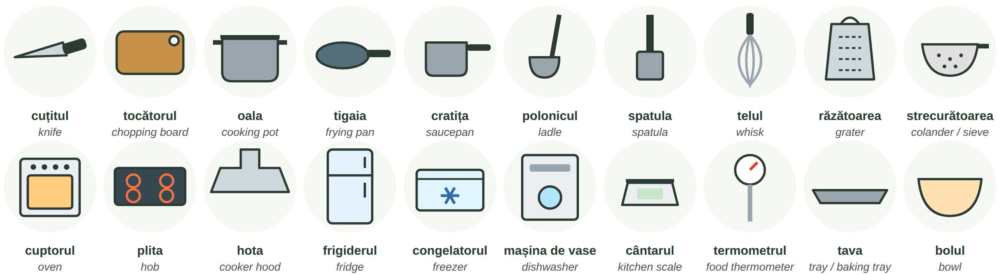 cuțitul
knife
tocătorul
chopping board
oala
cooking pot
tigaia
frying pan
cratița
saucepan
polonicul
ladle
spatula
spatula
telul
whisk
răzătoarea
grater
strecurătoarea
colander / sieve
cuptorul
oven
plita
hob
hota
cooker hood
frigiderul
fridge
congelatorul
freezer
mașina de vase
dishwasher
cântarul
kitchen scale
termometrul
food thermometer
tava
tray / baking tray
bolul
bowl